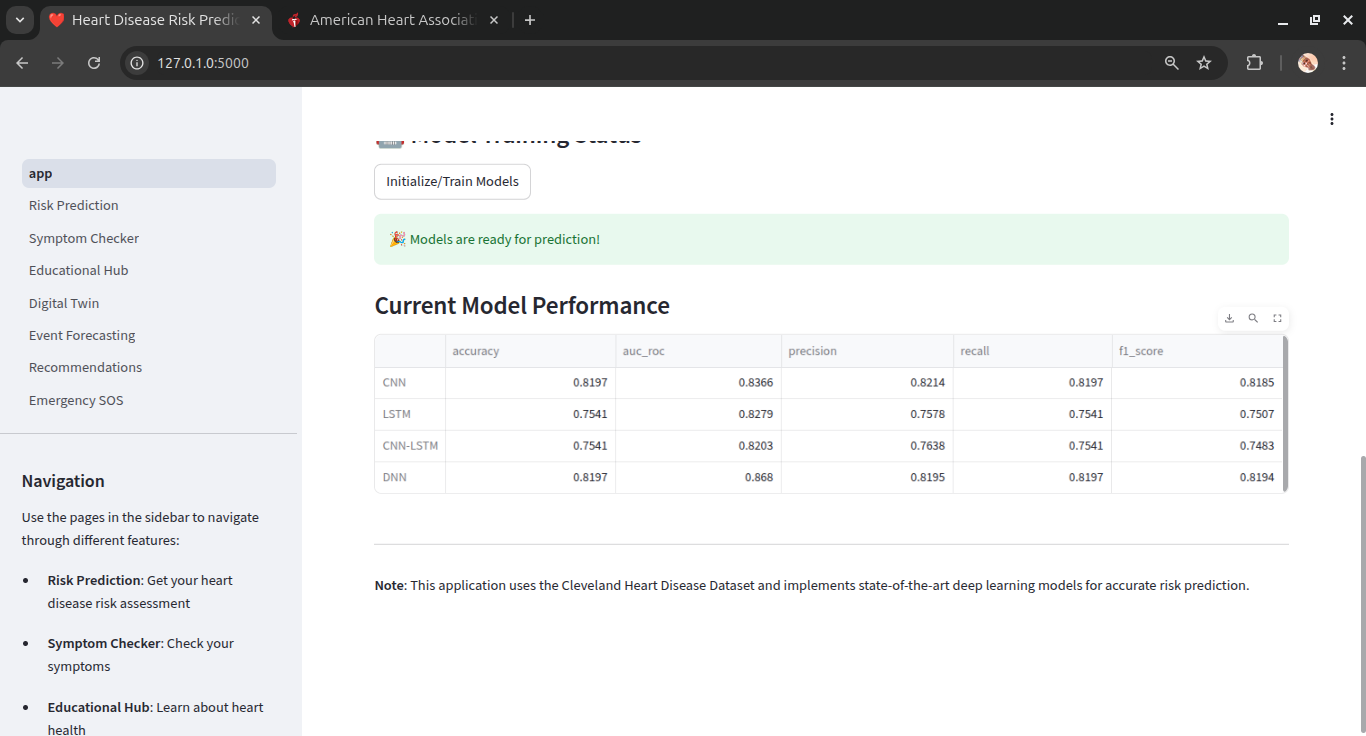 Heart Disease Risk Predic
American Heart Associat
127.0.1.0:5000
app
Risk Prediction
Symptom Checker
Educational Hub
Digital Twin
Event Forecasting
Recommendations
Emergency SOS
Navigation
Use the pages in the sidebar to navigate
through different features:
Risk Prediction: Get your heart
disease risk assessment
Symptom Checker: Check your
symptoms
Educational Hub: Learn about heart
health
Model Training Status
Initialize/Train Models
🎉 Models are ready for prediction!
Current Model Performance
accuracy auc_roc precision recall f1_score
CNN 0.8197 0.8366 0.8214 0.8197 0.8185
LSTM 0.7541 0.8279 0.7578 0.7541 0.7507
CNN-LSTM 0.7541 0.8203 0.7638 0.7541 0.7483
DNN 0.8197 0.868 0.8195 0.8197 0.8194
Note: This application uses the Cleveland Heart Disease Dataset and implements state-of-the-art deep learning models for accurate risk prediction.